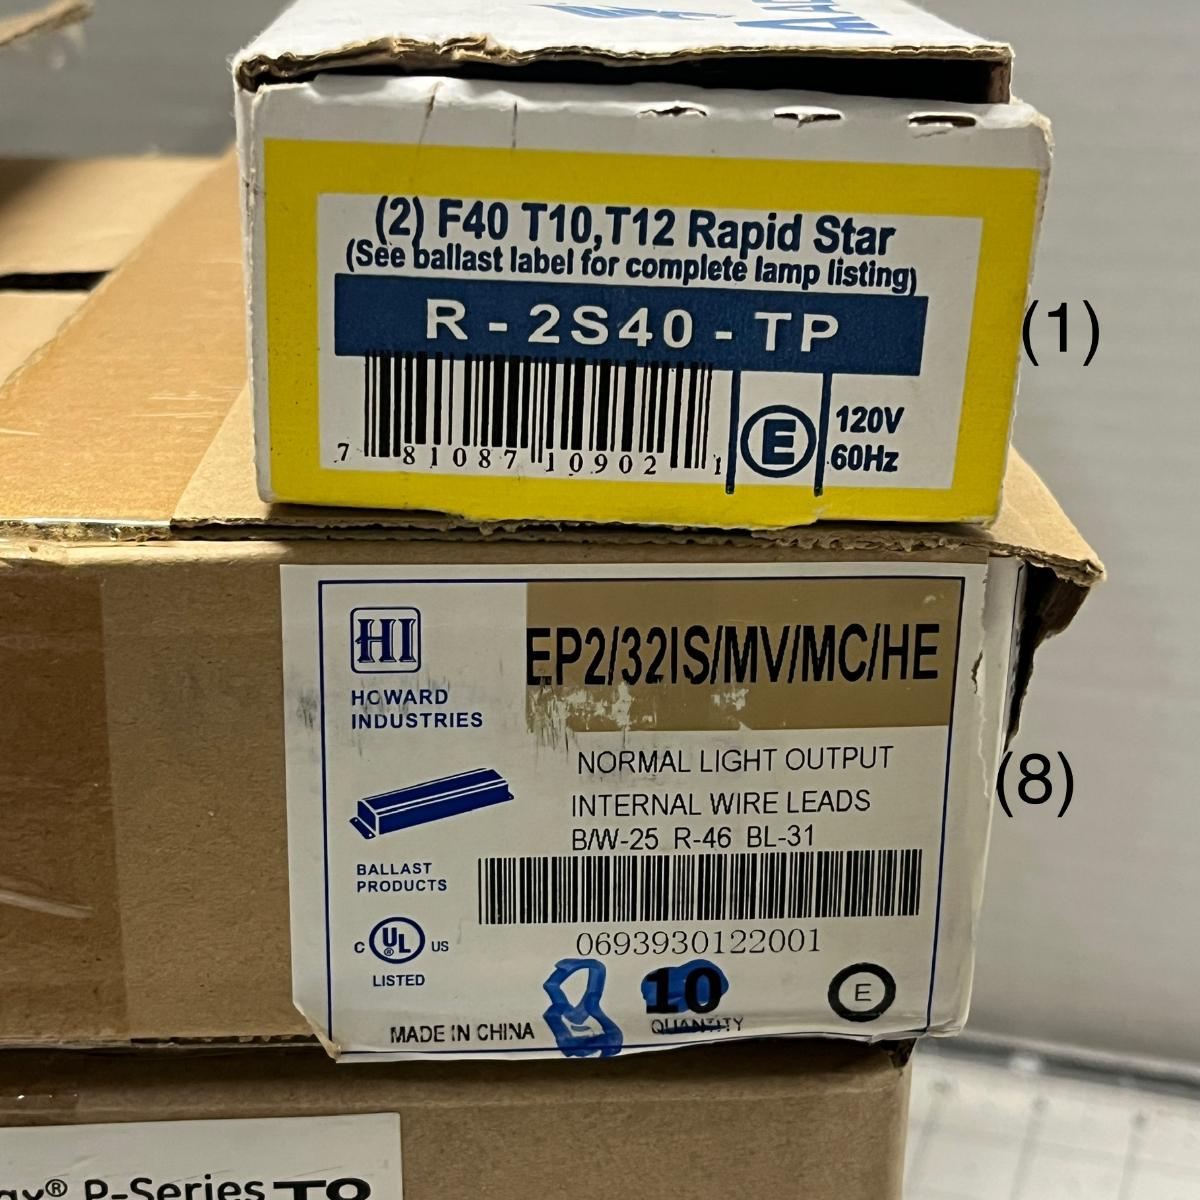 (2) F40 T10,T12 Rapid Star
(See ballast label for complete lamp listing)
R - 2S40 - TP
(1)
E
120V
60Hz
7 81087 10902 1
HI
HOWARD
INDUSTRIES
EP2/32IS/MV/MC/HE
NORMAL LIGHT OUTPUT
INTERNAL WIRE LEADS
B/W-25 R-46 BL-31
(8)
BALLAST
PRODUCTS
0693930122001
C UL® US
LISTED
8 10
QUANTITY
E
MADE IN CHINA
® P-Series